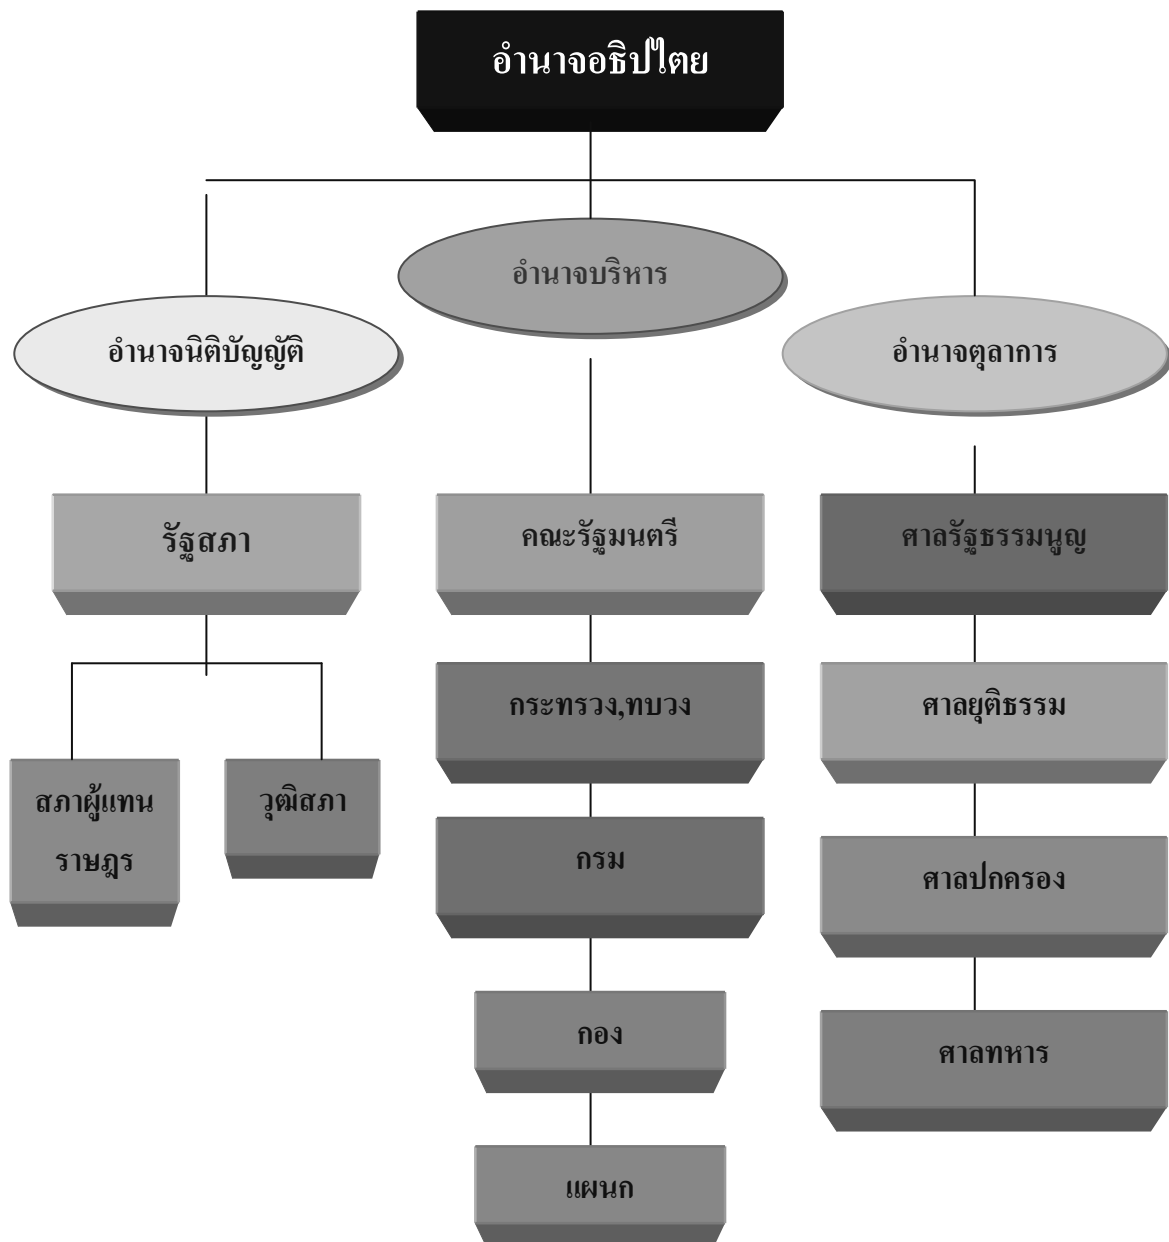 อำนาจอธิปไตย
อำนาจบริหาร
อำนาจนิติบัญญัติ
อำนาจตุลาการ
รัฐสภา
คณะรัฐมนตรี
ศาลรัฐธรรมนูญ
กระทรวง,ทบวง
ศาลยุติธรรม
สภาผู้แทน
ราษฎร
วุฒิสภา
กรม
ศาลปกครอง
กอง
ศาลทหาร
แผนก